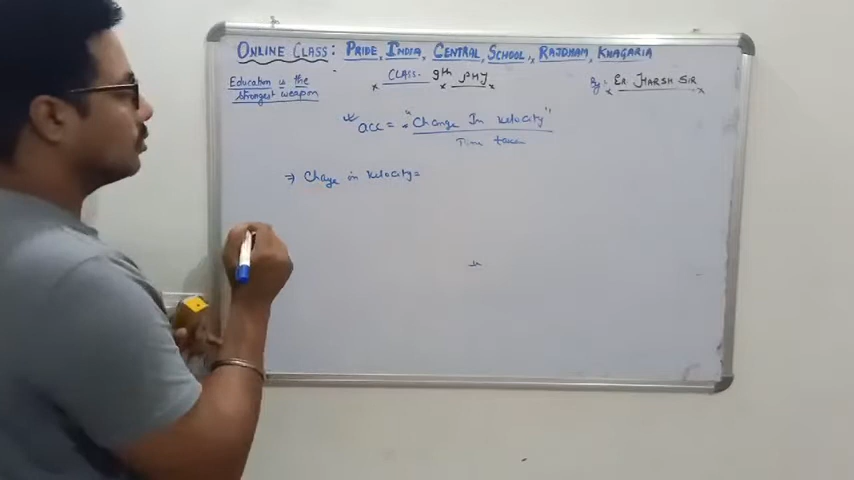 ONLINE CLASS: PRIDE INDIA CENTRAL SCHOOL, RAJDHAM, KHAGARIA
Education is the strongest weapon
CLASS- 9th PHY
By: ER HARSH SIR
acc = "Change In Velocity"
Time taken
⇒ Change in Velocity =